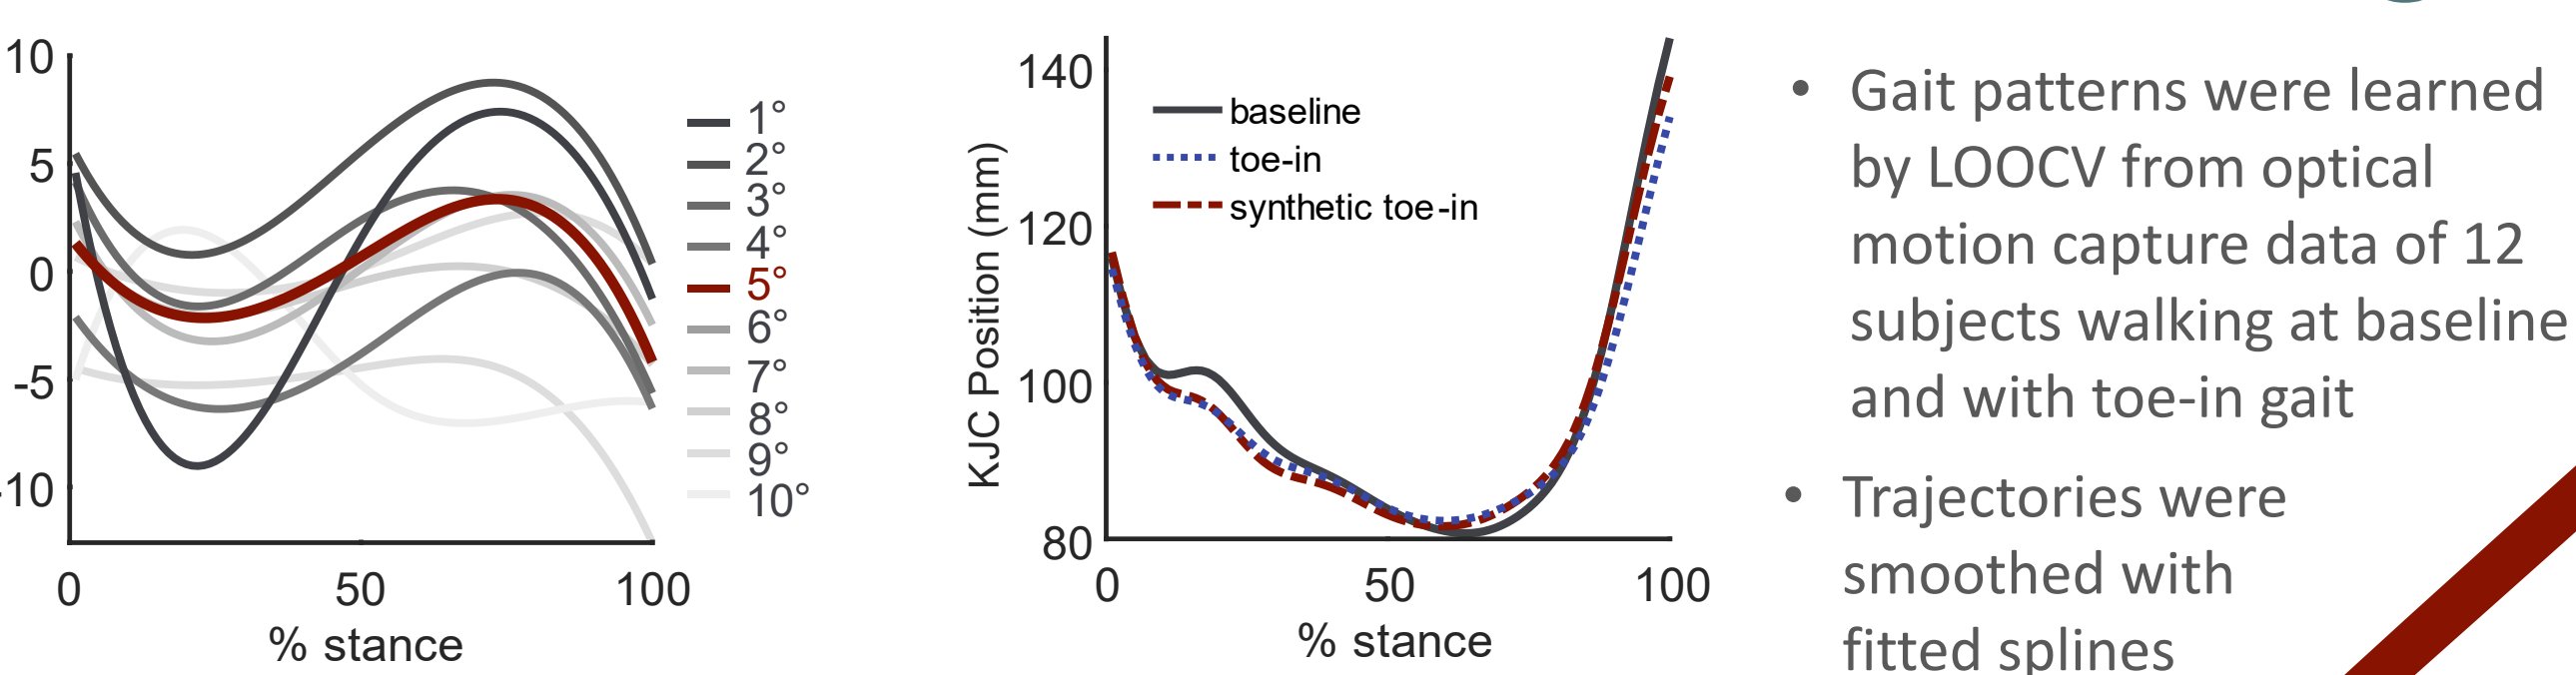 10
5
0
-5
-10
0 50 100
% stance
1°
2°
3°
4°
5°
6°
7°
8°
9°
10°
KJC Position (mm)
140
120
100
80
0 50 100
% stance
baseline
toe-in
synthetic toe-in
• Gait patterns were learned
by LOOCV from optical
motion capture data of 12
subjects walking at baseline
and with toe-in gait
• Trajectories were
smoothed with
fitted splines